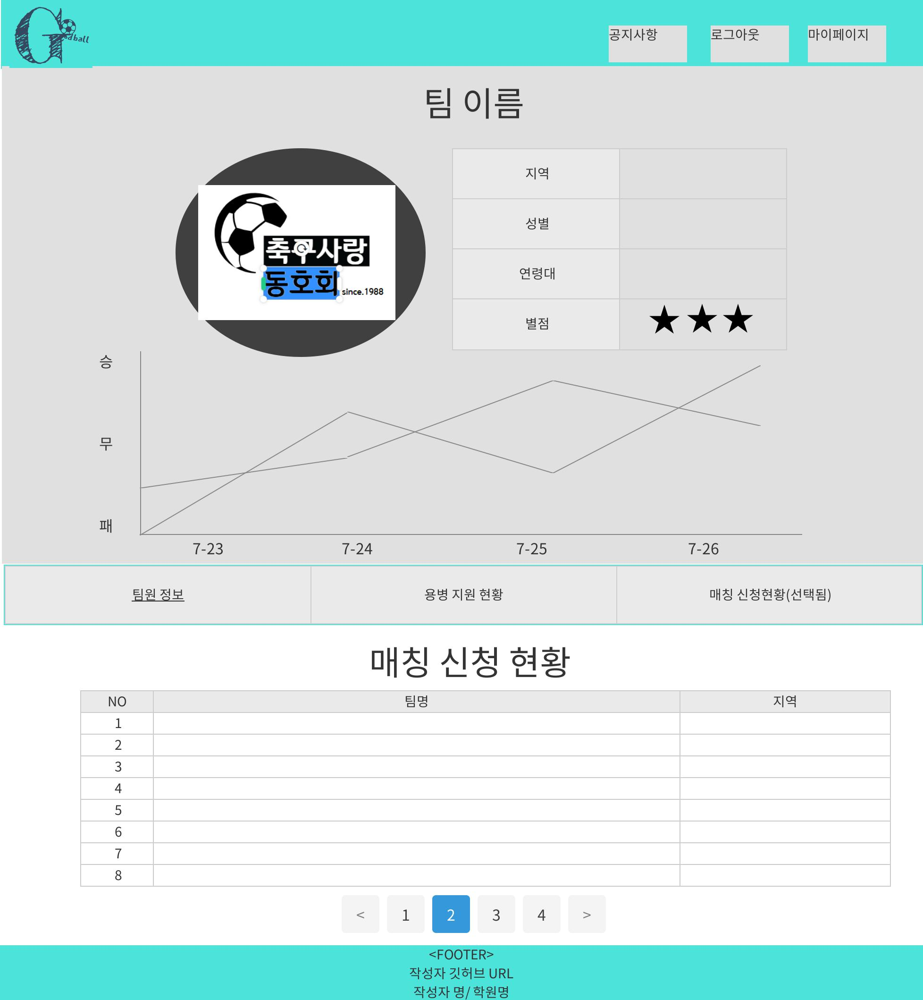 Goodball
공지사항
로그아웃
마이페이지
팀 이름
축구사랑
동호회 since.1988
지역
성별
연령대
별점 ★ ★ ★
승
무
패
7-23 7-24 7-25 7-26
팀원 정보 용병 지원 현황 매칭 신청현황(선택됨)
매칭 신청 현황
NO 팀명 지역
1
2
3
4
5
6
7
8
< 1 2 3 4 >
<FOOTER>
작성자 깃허브 URL
작성자 명/ 학원명